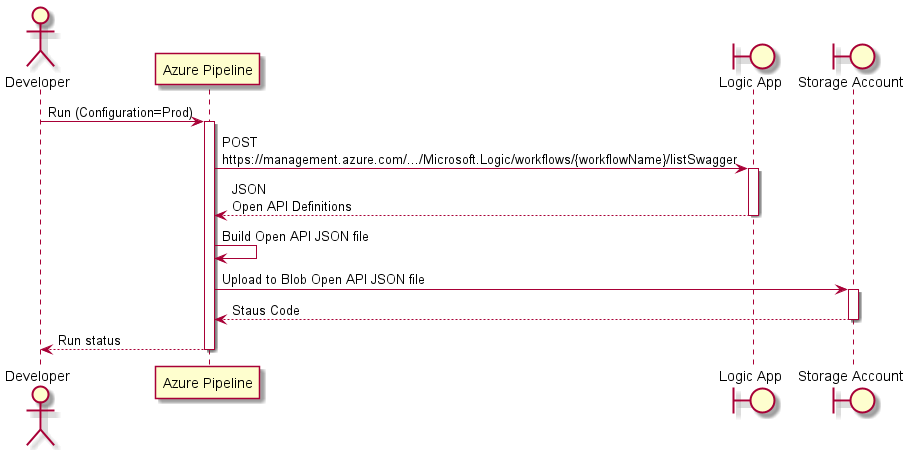 Developer
Azure Pipeline
Logic App
Storage Account
Run (Configuration=Prod)
POST
https://management.azure.com/.../Microsoft.Logic/workflows/{workflowName}/listSwagger
JSON
Open API Definitions
Build Open API JSON file
Upload to Blob Open API JSON file
Staus Code
Run status
Developer
Azure Pipeline
Logic App
Storage Account